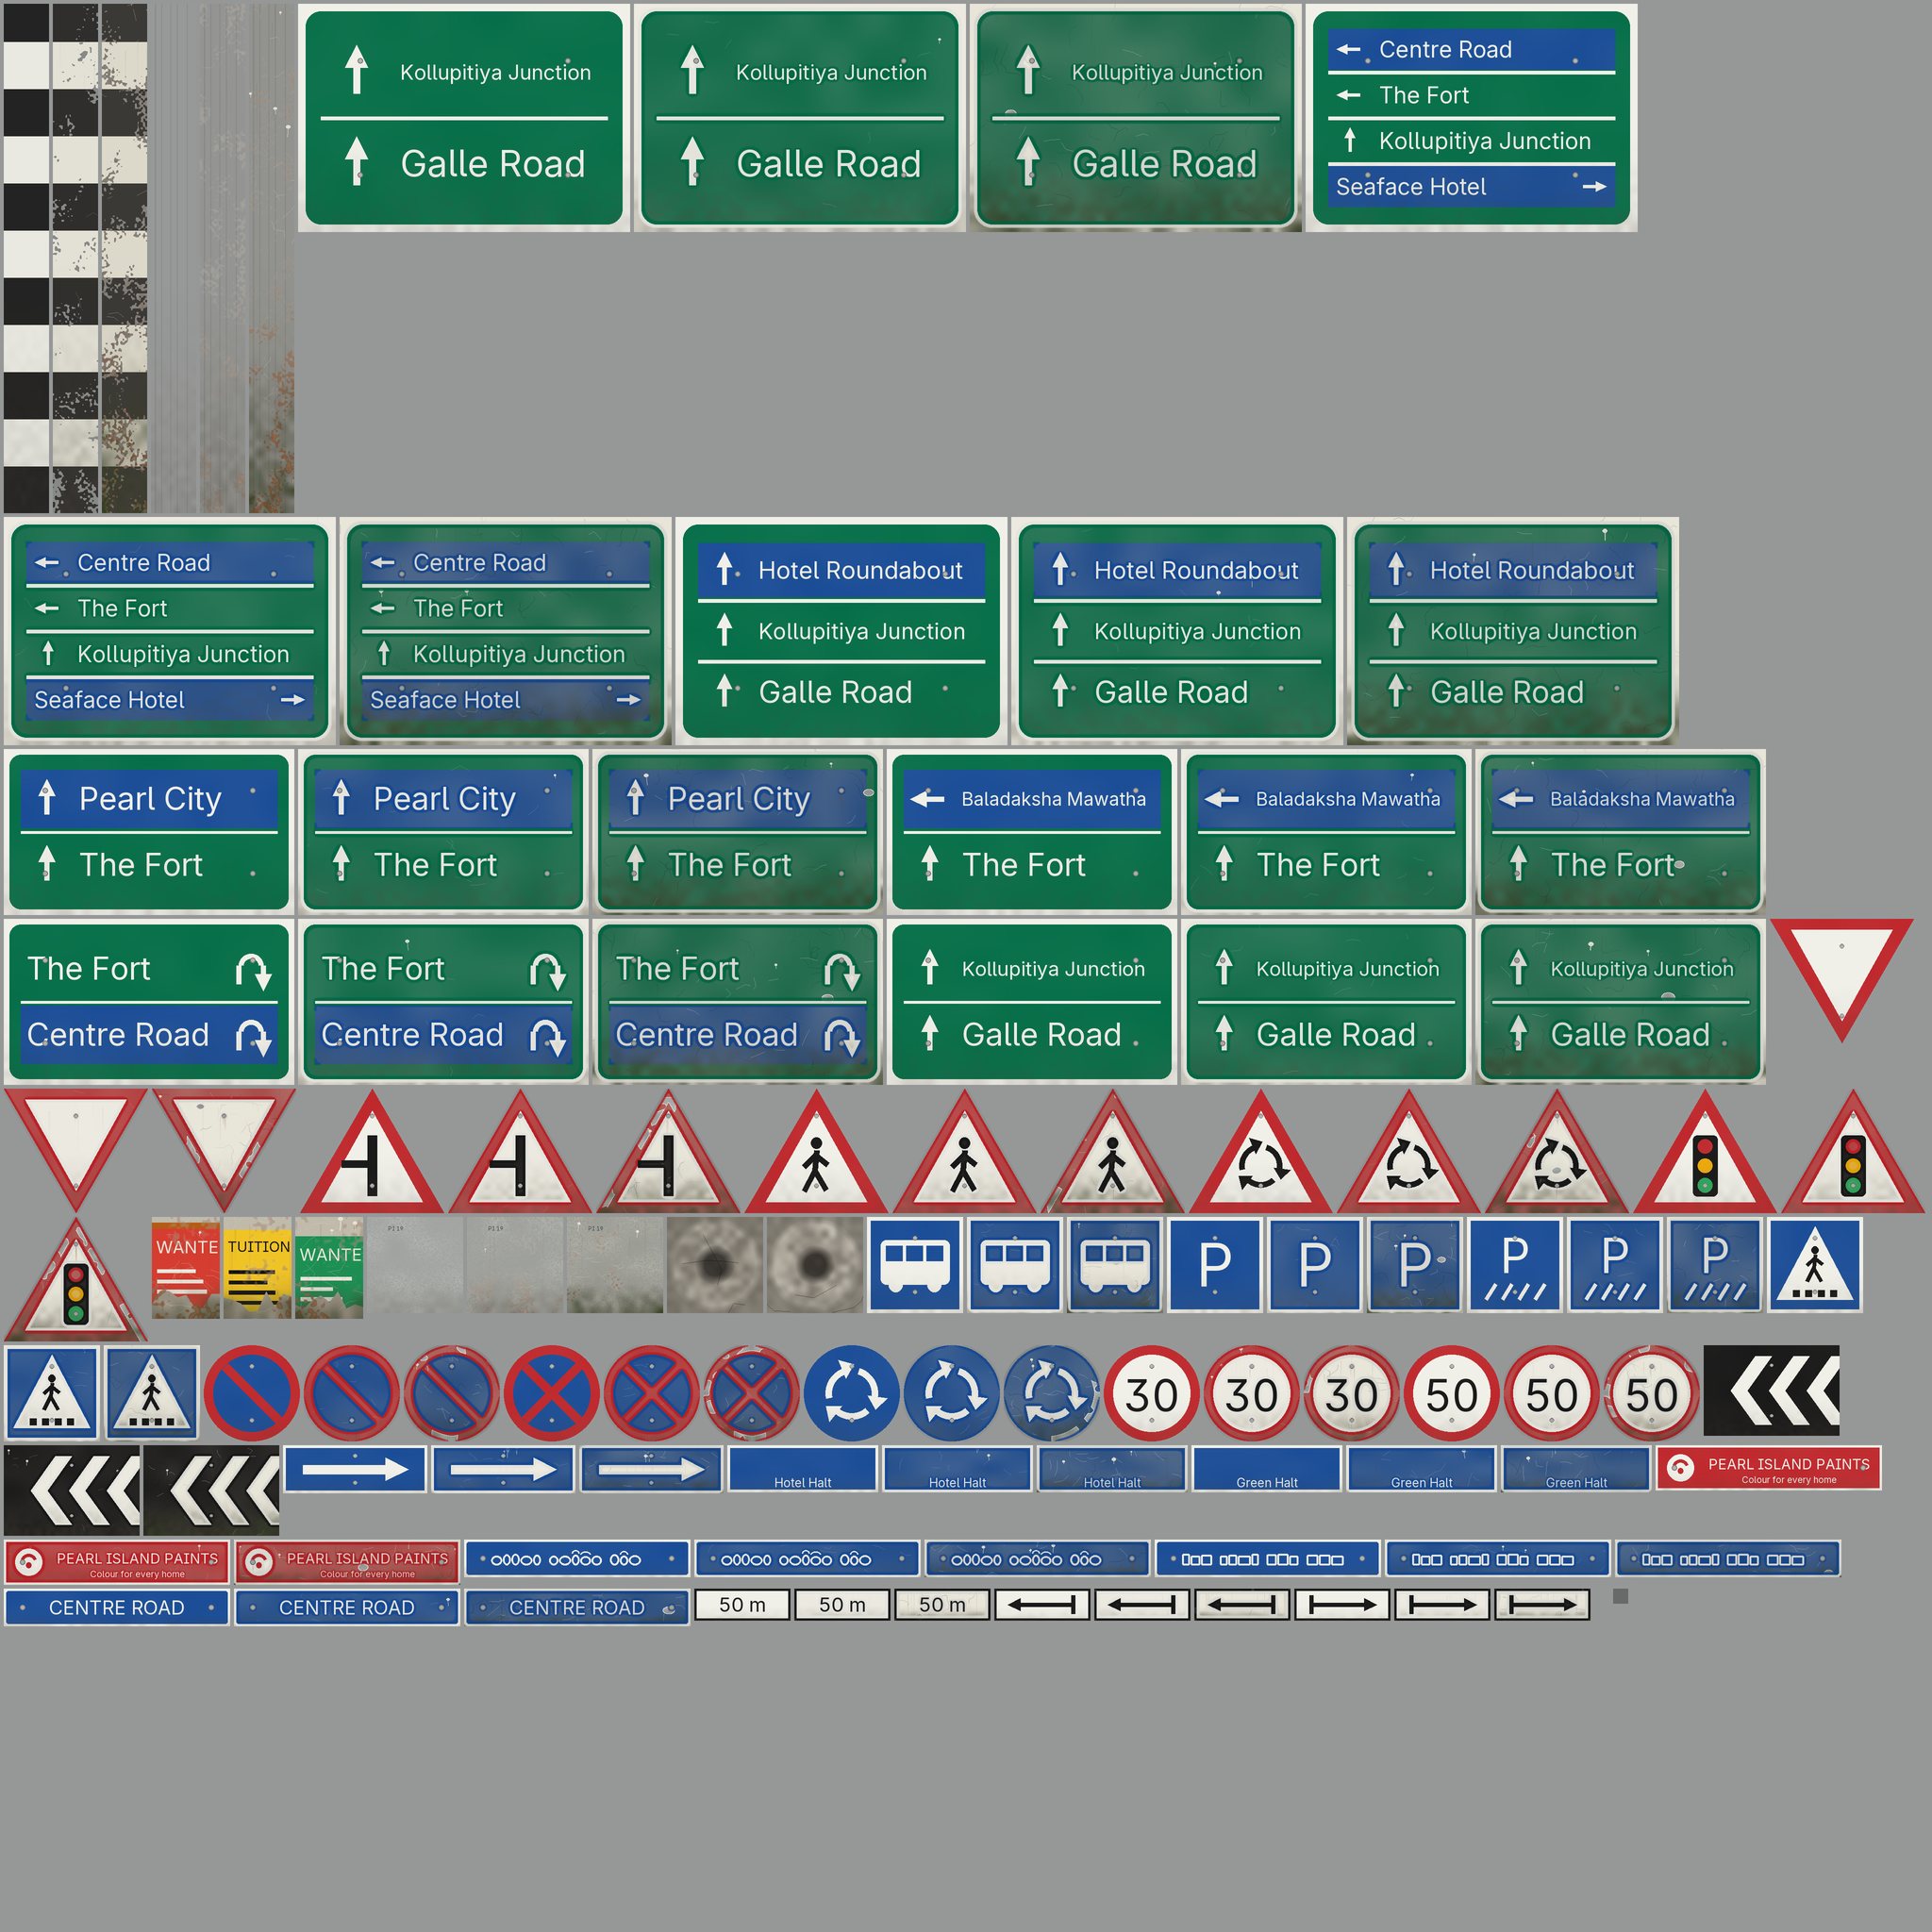 Kollupitiya Junction
Galle Road
Kollupitiya Junction
Galle Road
Kollupitiya Junction
Galle Road
Centre Road
The Fort
Kollupitiya Junction
Seaface Hotel
Centre Road
The Fort
Kollupitiya Junction
Seaface Hotel
Centre Road
The Fort
Kollupitiya Junction
Seaface Hotel
Hotel Roundabout
Kollupitiya Junction
Galle Road
Hotel Roundabout
Kollupitiya Junction
Galle Road
Hotel Roundabout
Kollupitiya Junction
Galle Road
Pearl City
The Fort
Pearl City
The Fort
Pearl City
The Fort
Baladaksha Mawatha
The Fort
Baladaksha Mawatha
The Fort
Baladaksha Mawatha
The Fort
The Fort
Centre Road
The Fort
Centre Road
The Fort
Centre Road
Kollupitiya Junction
Galle Road
Kollupitiya Junction
Galle Road
Kollupitiya Junction
Galle Road
WANTE
TUITION
WANTE
P
P
P
P
P
P
30
30
30
50
50
50
Hotel Halt
Hotel Halt
Hotel Halt
Green Halt
Green Halt
Green Halt
PEARL ISLAND PAINTS
Colour for every home
PEARL ISLAND PAINTS
Colour for every home
PEARL ISLAND PAINTS
Colour for every home
CENTRE ROAD
CENTRE ROAD
CENTRE ROAD
50 m
50 m
50 m